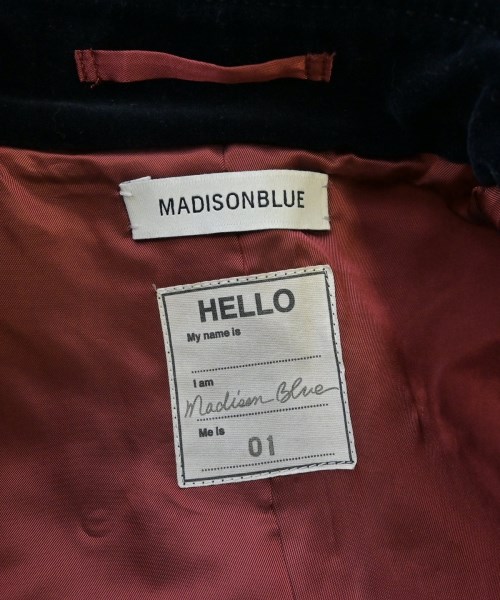 MADISONBLUE
HELLO
My name is
I am
Madison Blue
Me is
01